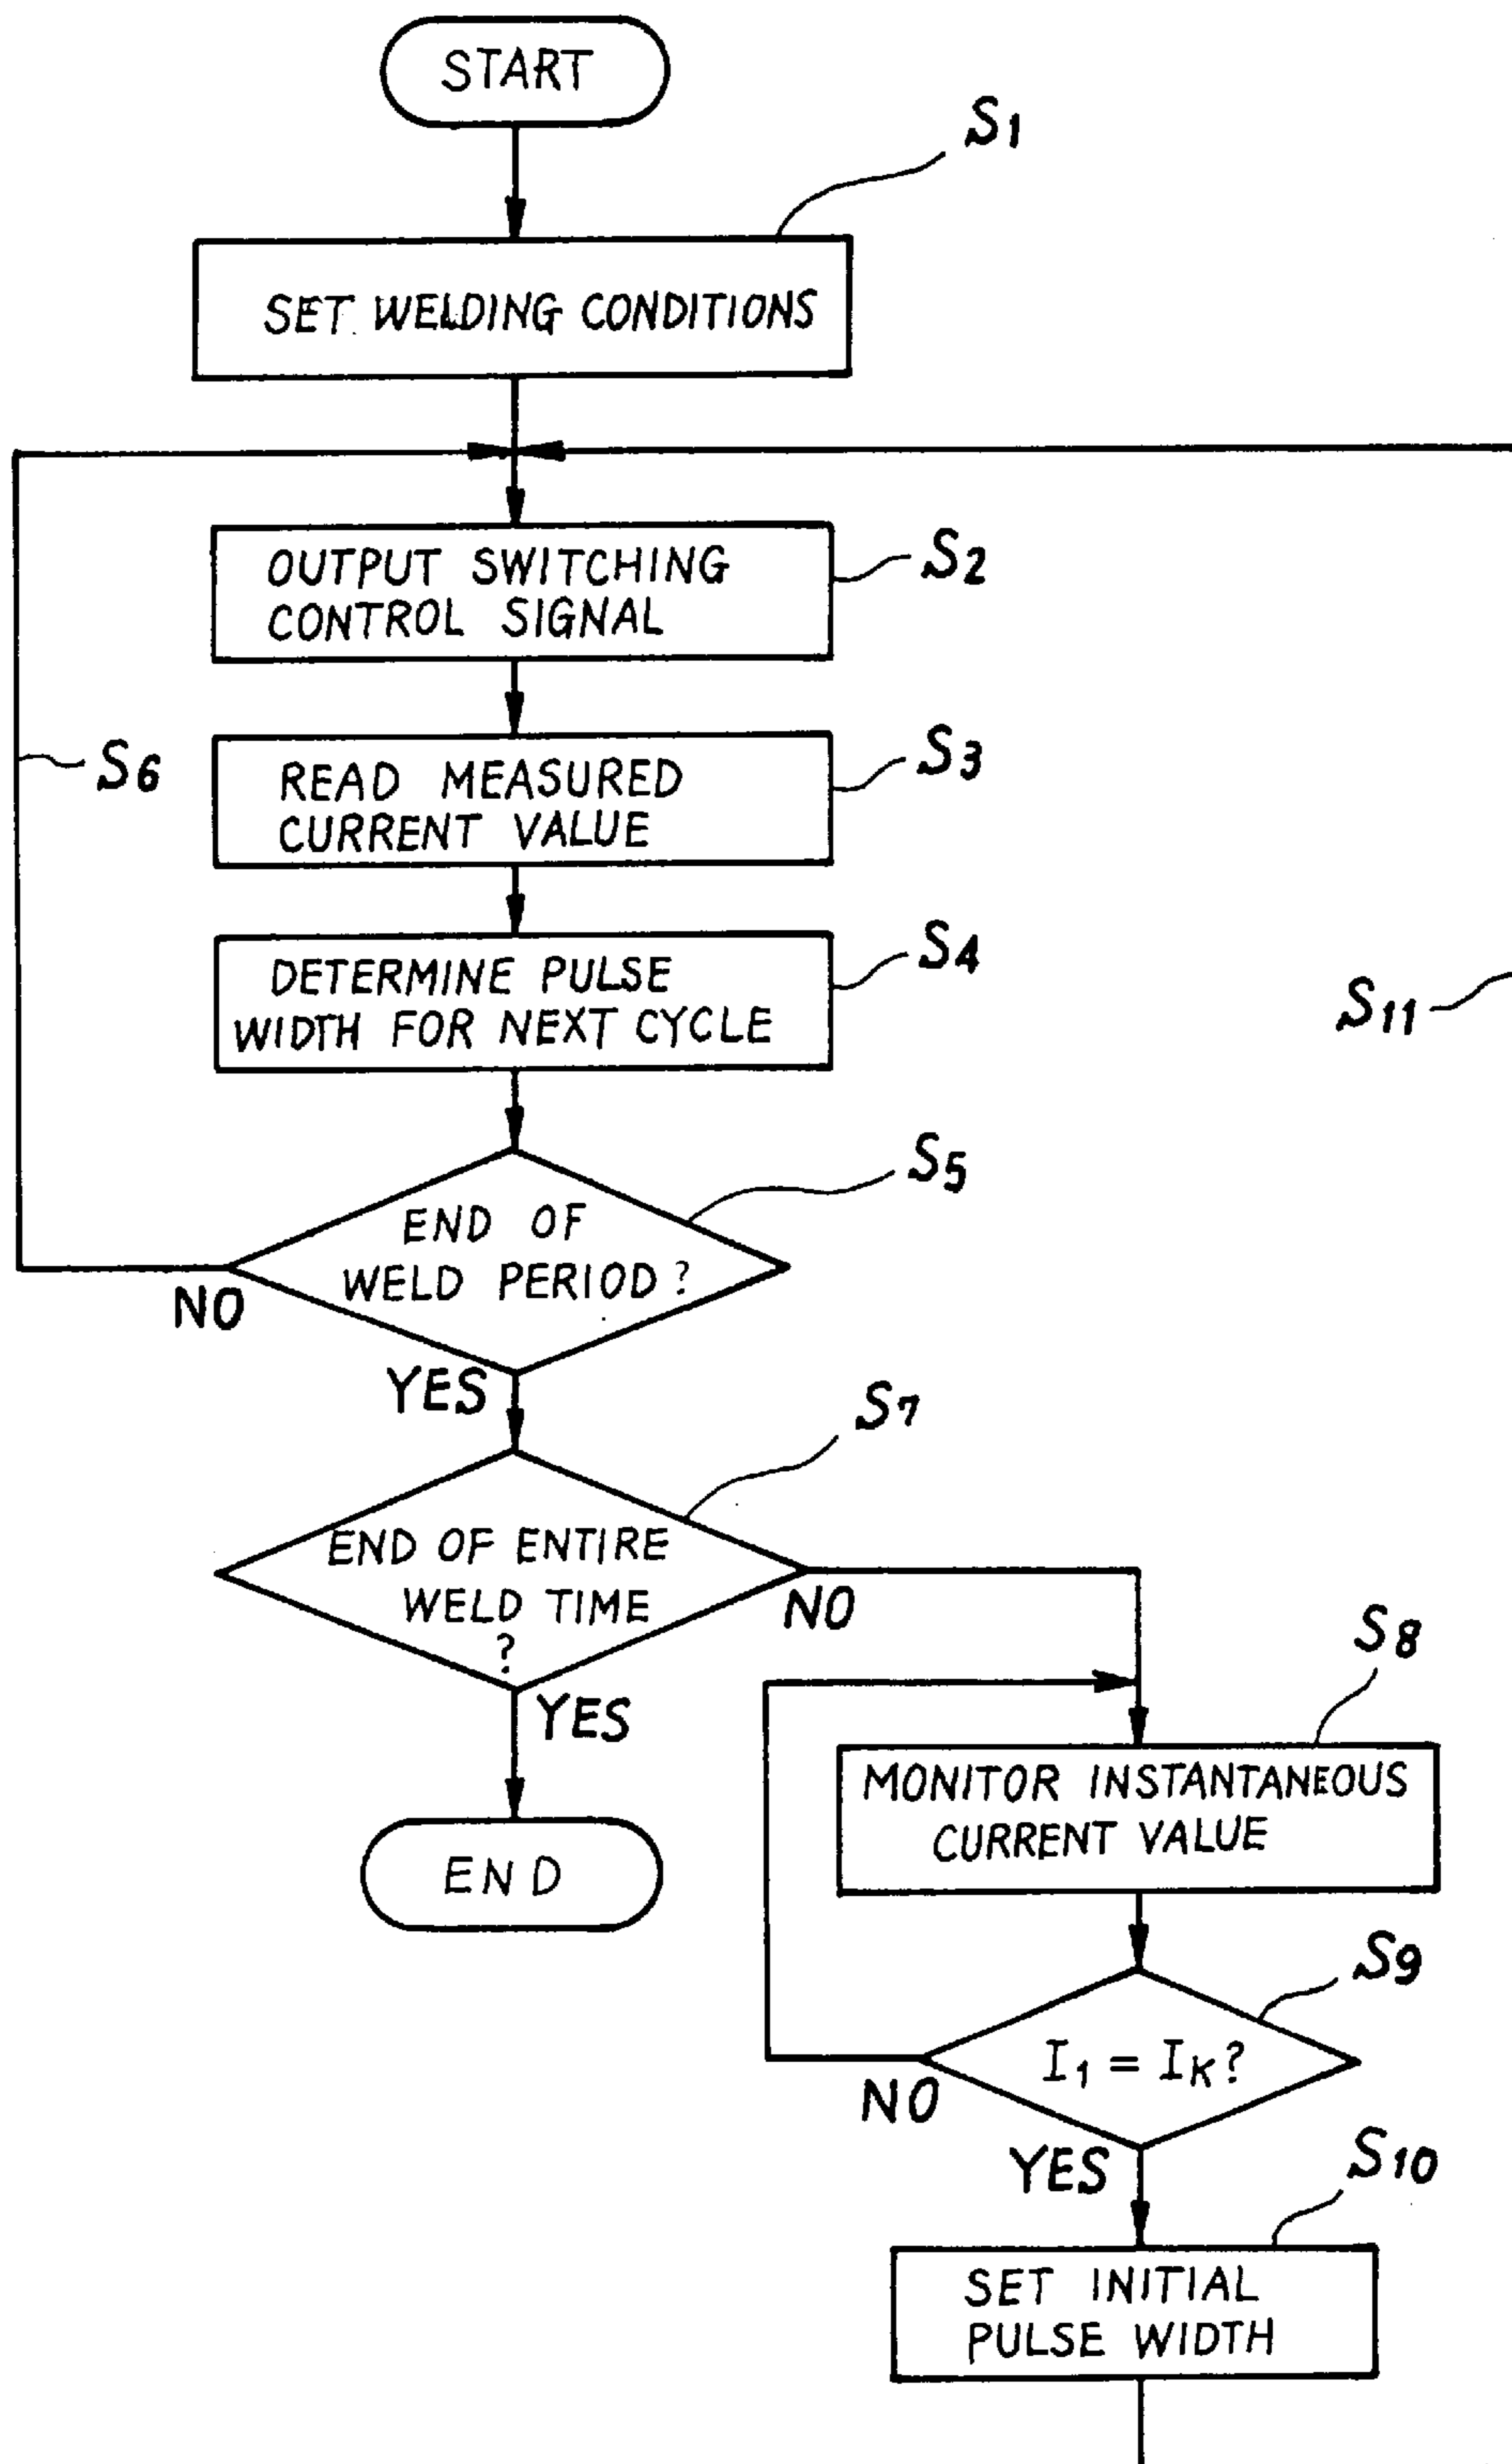 START
S1
SET WELDING CONDITIONS
OUTPUT SWITCHING
CONTROL SIGNAL
S2
READ MEASURED
CURRENT VALUE
S3
S6
DETERMINE PULSE
WIDTH FOR NEXT CYCLE
S4
S11
END OF
WELD PERIOD?
S5
NO
YES
S7
END OF ENTIRE
WELD TIME
?
NO
YES
END
S8
MONITOR INSTANTANEOUS
CURRENT VALUE
S9
I1 = IK?
NO
YES
S10
SET INITIAL
PULSE WIDTH